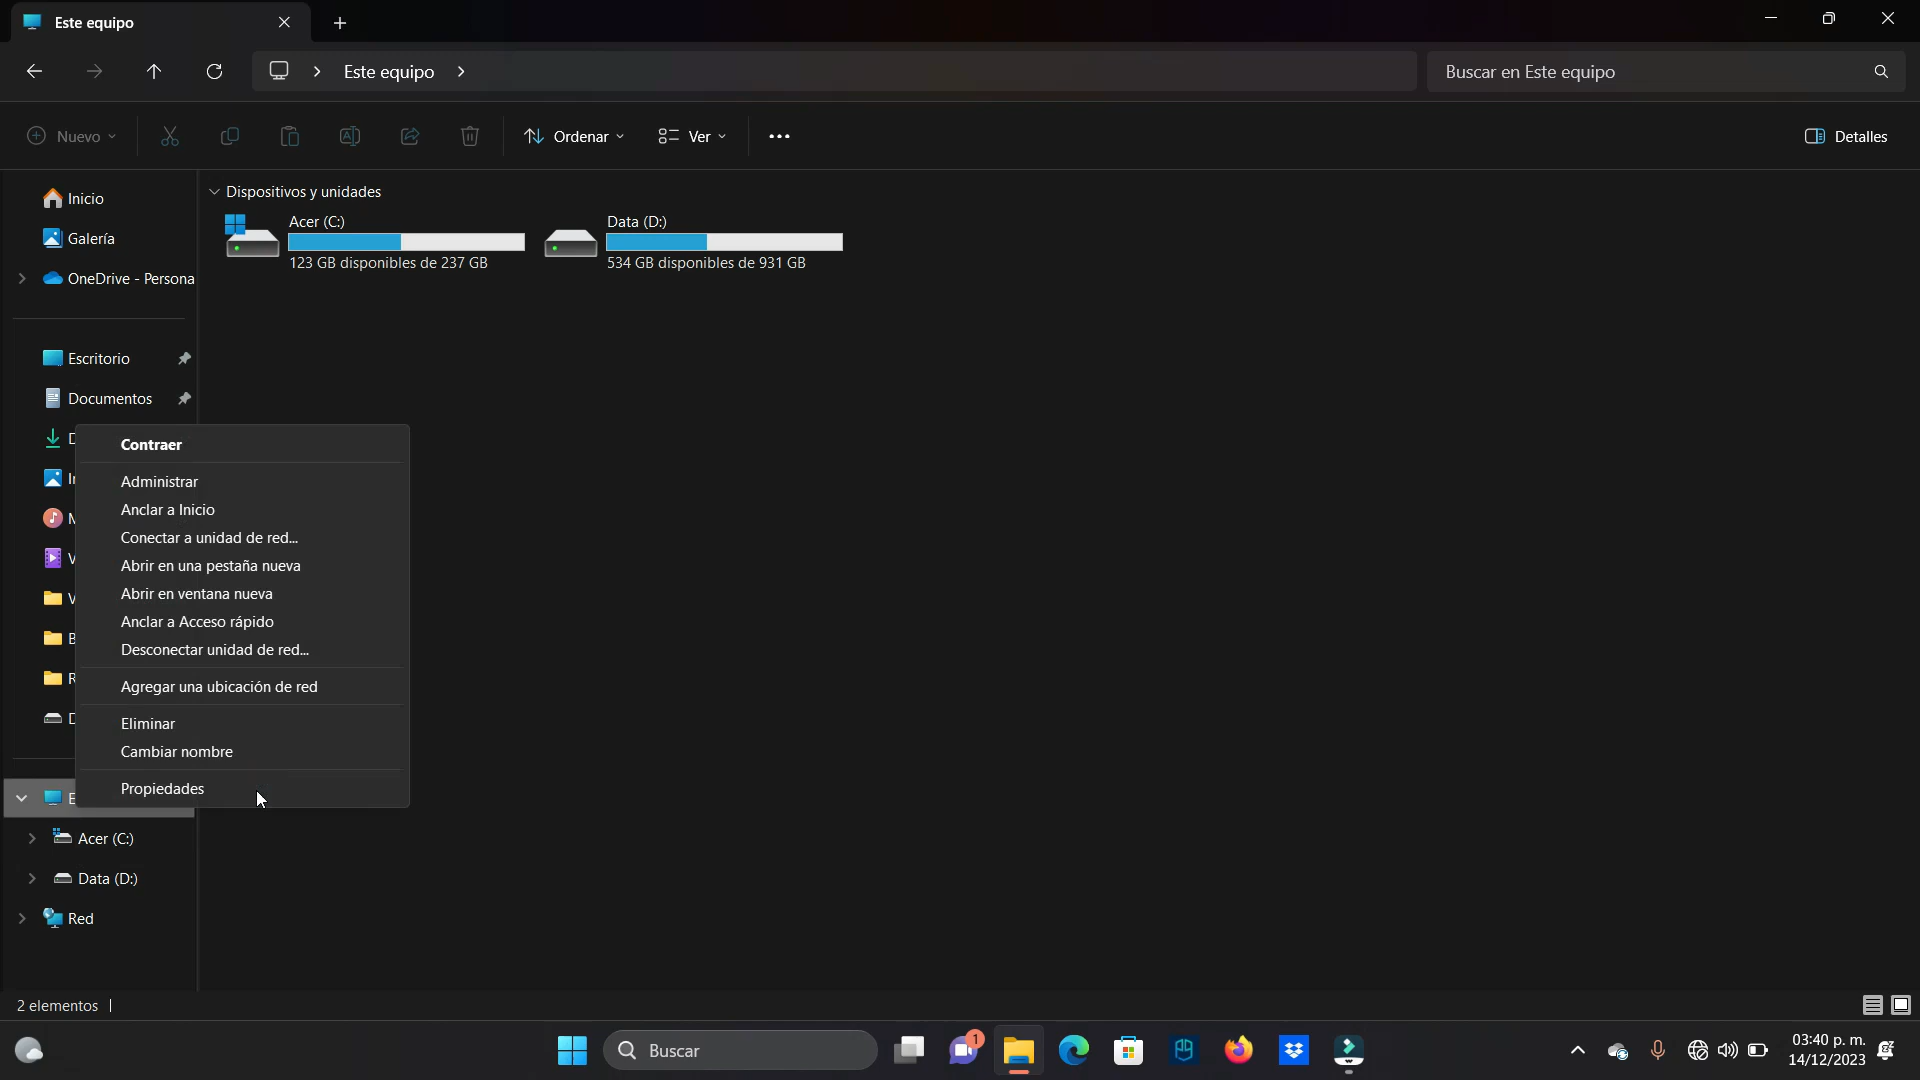 Este equipo
Este equipo
Buscar en Este equipo
Nuevo
Ordenar
Ver
Detalles
Inicio
Galería
OneDrive - Persona
Escritorio
Documentos
Dispositivos y unidades
Acer (C:)
123 GB disponibles de 237 GB
Data (D:)
534 GB disponibles de 931 GB
Contraer
Administrar
Anclar a Inicio
Conectar a unidad de red...
Abrir en una pestaña nueva
Abrir en ventana nueva
Anclar a Acceso rápido
Desconectar unidad de red...
Agregar una ubicación de red
Eliminar
Cambiar nombre
Propiedades
Acer (C:)
Data (D:)
Red
2 elementos
Buscar
1
03:40 p. m.
14/12/2023